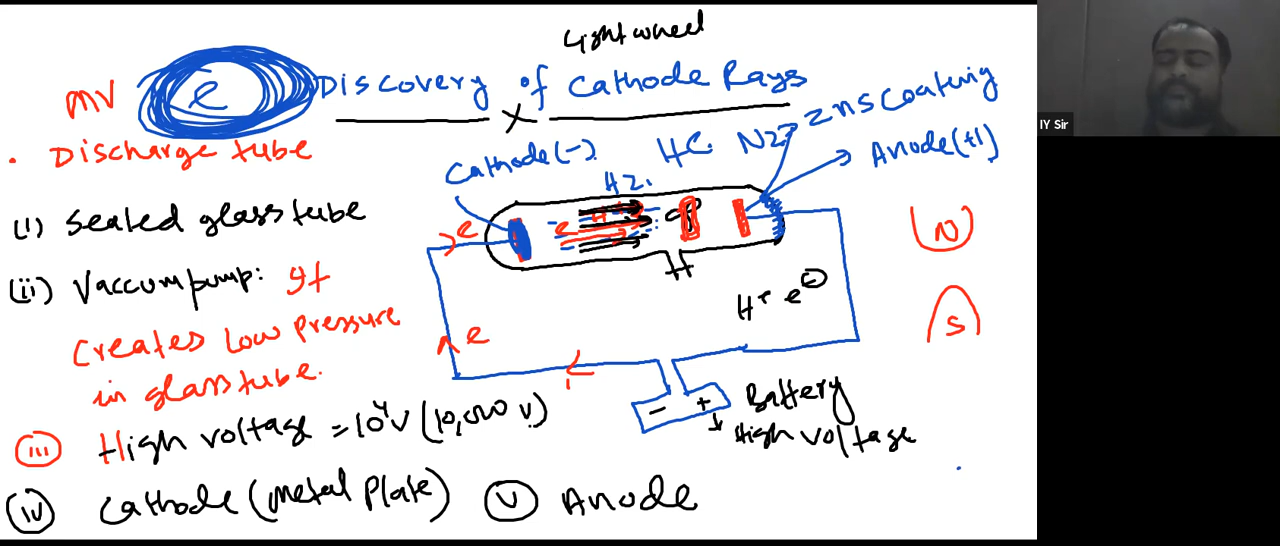 Light wheel
mv e Discovery of Cathode Rays
ZnS Coating
. Discharge tube
Cathode(-)
Anode(+)
H2.
(i) Sealed glass tube
e
e
H+
N
(ii) Vaccum pump: It
creates Low Pressure
in glass tube.
H+ e-
S
e
- +
Battery
High voltage
(iii) High voltage = 10⁴V (10,000 V)
(iv) Cathode (metal Plate) (v) Anode
IY Sir